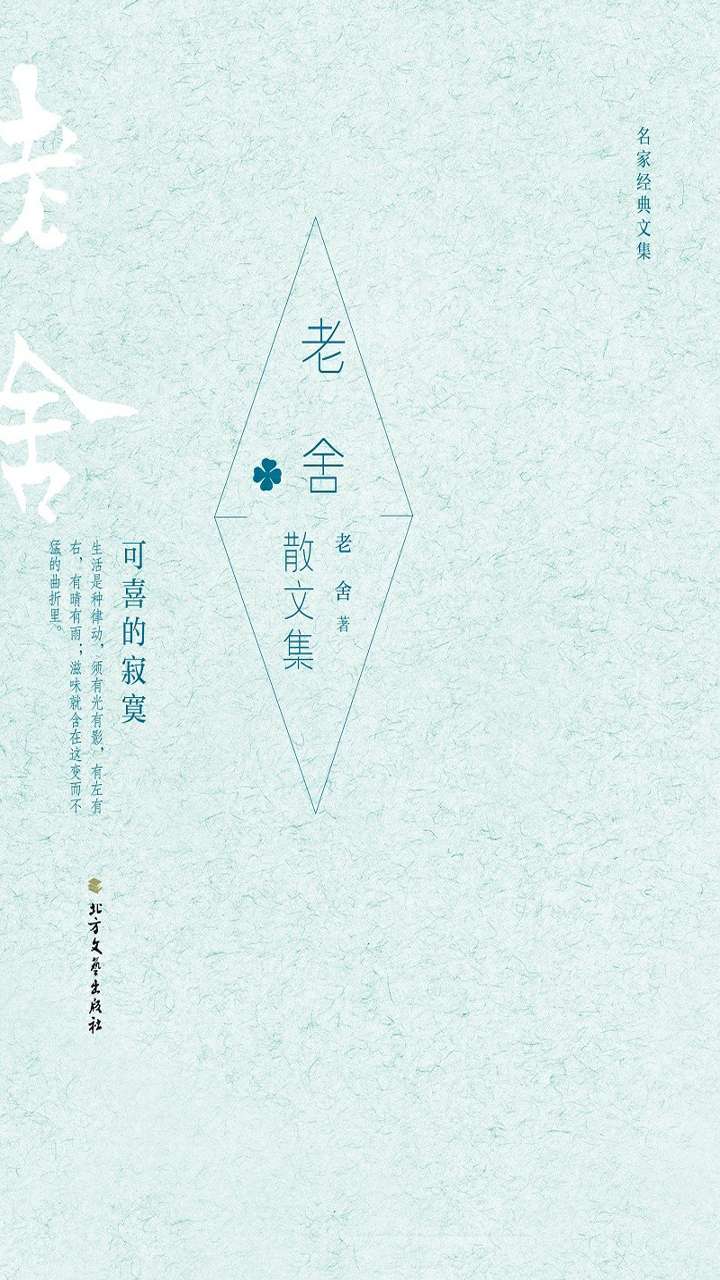 名家经典文集
老舍
散文集
老舍 著
老舍
可喜的寂寞
生活是种律动，须有光有影，有左有
右，有晴有雨；滋味就含在这变而不
猛的曲折里。
北方文艺出版社